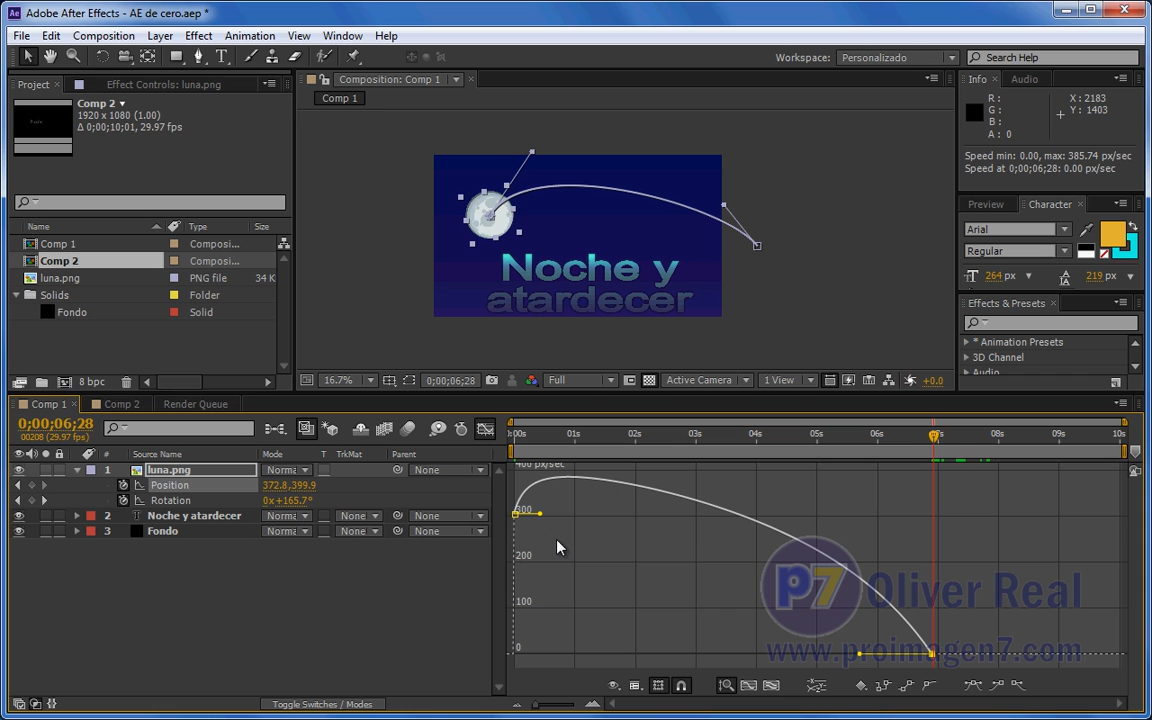 Adobe After Effects - AE de cero.aep *
File Edit Composition Layer Effect Animation View Window Help
Workspace: Personalizado
Search Help
Project
Effect Controls: luna.png
Composition: Comp 1
Info
Audio
Comp 2
1920 x 1080 (1.00)
Δ 0;00;10;01, 29.97 fps
Comp 1
R :
G :
B :
A : 0
X : 2183
Y : 1403
Speed min: 0.00, max: 385.74 px/sec
Speed at 0;00;06;28: 0.00 px/sec
Preview
Character
Arial
Regular
264 px
219 px
Effects & Presets
* Animation Presets
3D Channel
Audio
Name
Type
Size
Comp 1 Composi...
Comp 2 Composi...
luna.png PNG file 34 K
Solids Folder
Fondo Solid
8 bpc
Noche y
atardecer
16.7%
0;00;06;28
Full
Active Camera
1 View
+0.0
Comp 1
Comp 2
Render Queue
0;00;06;28
00208 (29.97 fps)
# Source Name Mode T TrkMat Parent
0:00s 01s 02s 03s 04s 05s 06s 07s 08s 09s 10s
1 luna.png Normal None
Position 372.8,399.9
Rotation 0x+165.7°
2 Noche y atardecer Norma None None
3 Fondo Norma None None
400 px/sec
300
200
100
0
P7 Oliver Real
www.proimagen7.com
Toggle Switches / Modes